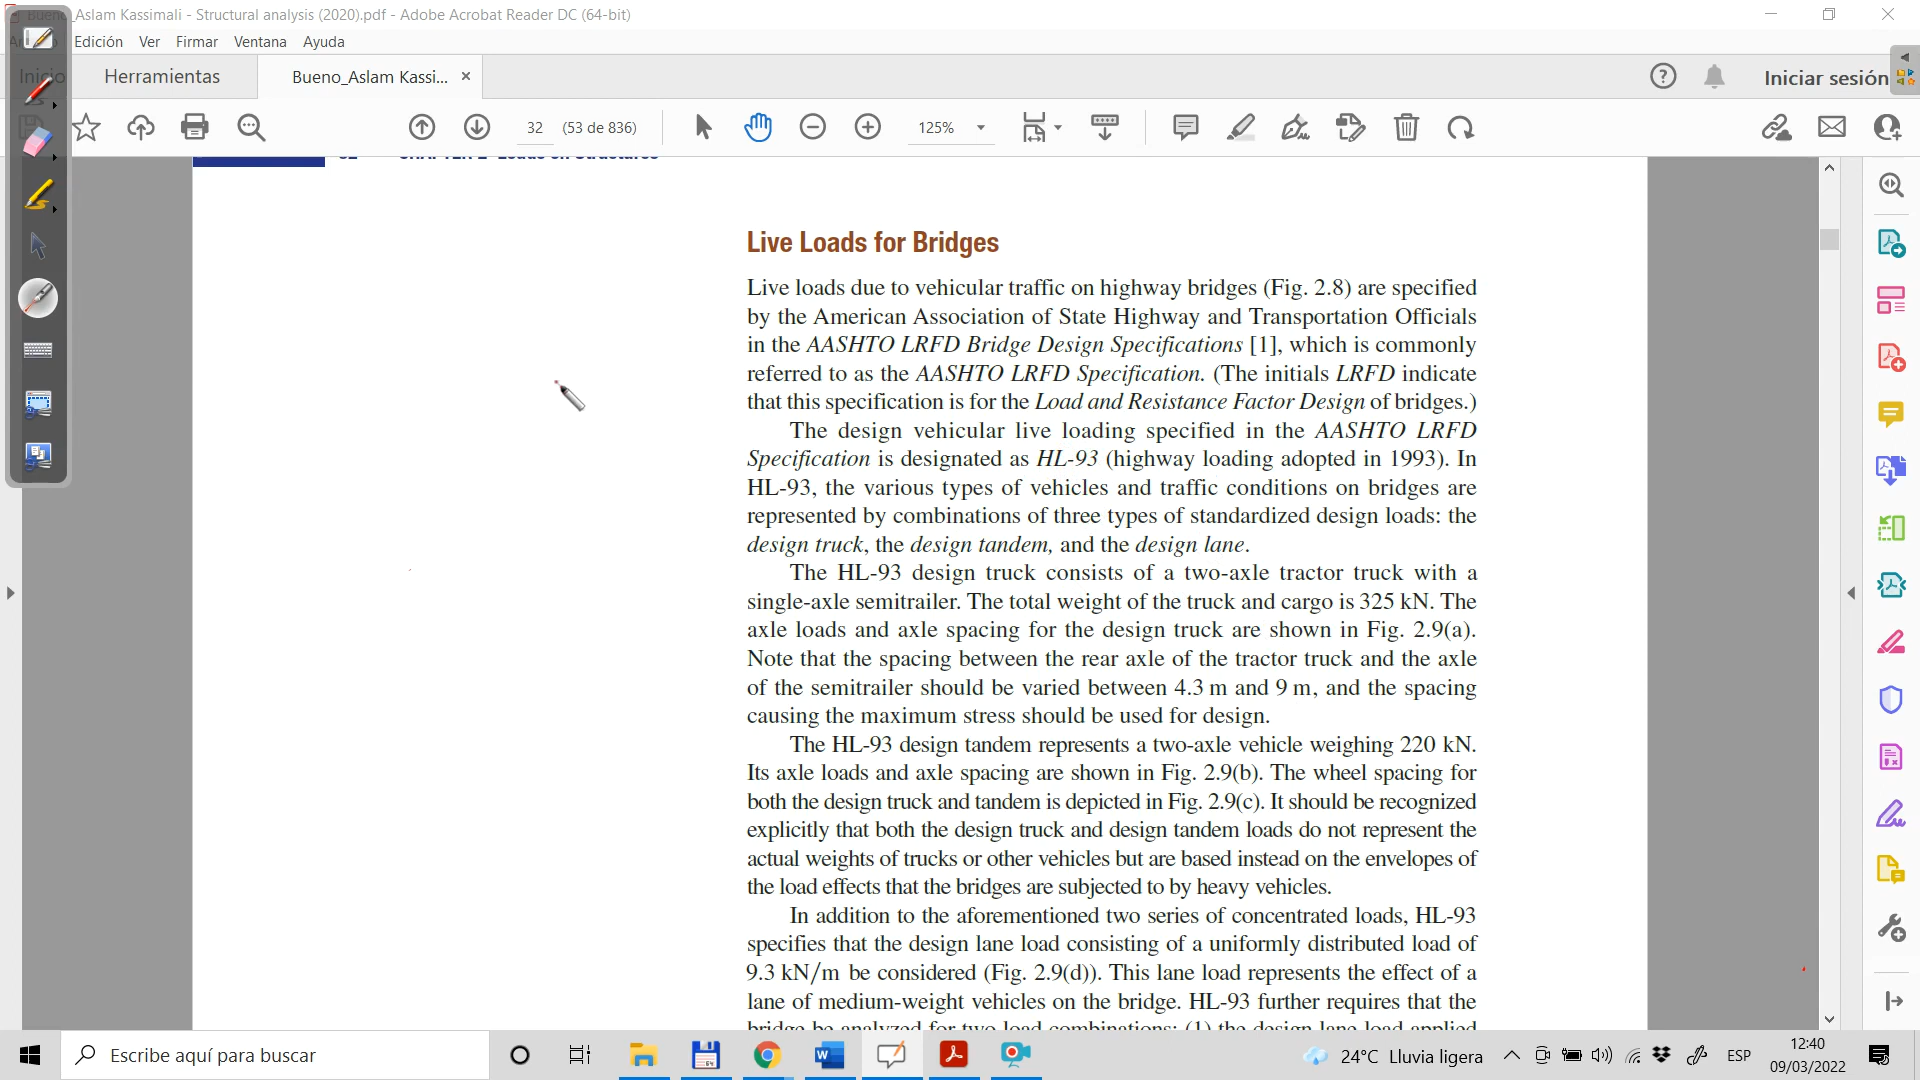 Bueno_Aslam Kassimali - Structural analysis (2020).pdf - Adobe Acrobat Reader DC (64-bit)
Edición Ver Firmar Ventana Ayuda
Inicio Herramientas Bueno_Aslam Kassi... Iniciar sesión
32 (53 de 836) 125%
Live Loads for Bridges
Live loads due to vehicular traffic on highway bridges (Fig. 2.8) are specified
by the American Association of State Highway and Transportation Officials
in the AASHTO LRFD Bridge Design Specifications [1], which is commonly
referred to as the AASHTO LRFD Specification. (The initials LRFD indicate
that this specification is for the Load and Resistance Factor Design of bridges.)
The design vehicular live loading specified in the AASHTO LRFD
Specification is designated as HL-93 (highway loading adopted in 1993). In
HL-93, the various types of vehicles and traffic conditions on bridges are
represented by combinations of three types of standardized design loads: the
design truck, the design tandem, and the design lane.
The HL-93 design truck consists of a two-axle tractor truck with a
single-axle semitrailer. The total weight of the truck and cargo is 325 kN. The
axle loads and axle spacing for the design truck are shown in Fig. 2.9(a).
Note that the spacing between the rear axle of the tractor truck and the axle
of the semitrailer should be varied between 4.3 m and 9 m, and the spacing
causing the maximum stress should be used for design.
The HL-93 design tandem represents a two-axle vehicle weighing 220 kN.
Its axle loads and axle spacing are shown in Fig. 2.9(b). The wheel spacing for
both the design truck and tandem is depicted in Fig. 2.9(c). It should be recognized
explicitly that both the design truck and design tandem loads do not represent the
actual weights of trucks or other vehicles but are based instead on the envelopes of
the load effects that the bridges are subjected to by heavy vehicles.
In addition to the aforementioned two series of concentrated loads, HL-93
specifies that the design lane load consisting of a uniformly distributed load of
9.3 kN/m be considered (Fig. 2.9(d)). This lane load represents the effect of a
lane of medium-weight vehicles on the bridge. HL-93 further requires that the
bridge be analyzed for two load combinations: (1) the design lane load applied
Escribe aquí para buscar
24°C Lluvia ligera ESP
12:40
09/03/2022